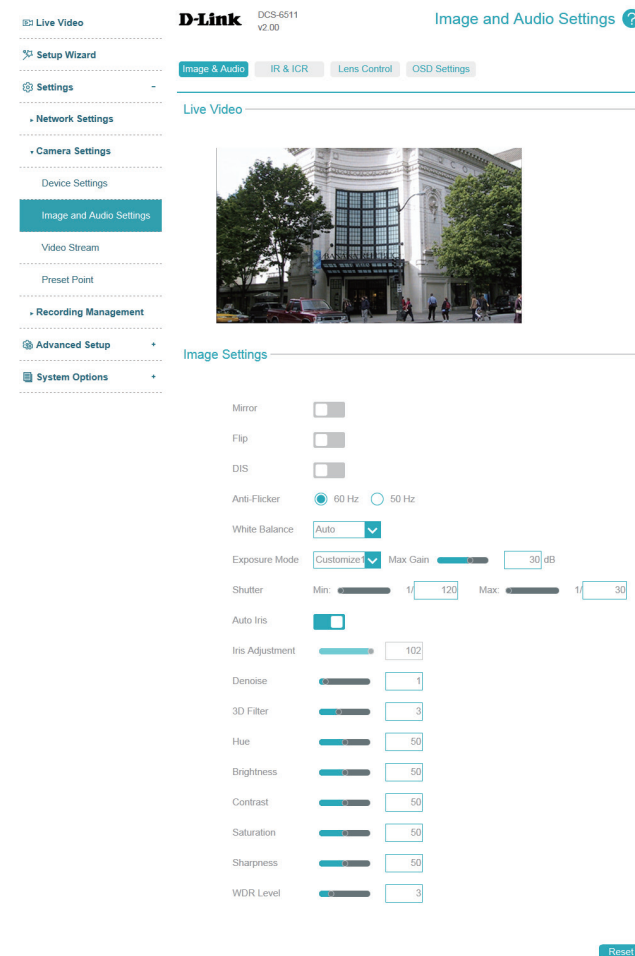 Live Video
Setup Wizard
Settings -
Network Settings
Camera Settings
Device Settings
Image and Audio Settings
Video Stream
Preset Point
Recording Management
Advanced Setup +
System Options +
D-Link DCS-6511
v2.00
Image and Audio Settings ?
Image & Audio IR & ICR Lens Control OSD Settings
Live Video
Image Settings
Mirror
Flip
DIS
Anti-Flicker 60 Hz 50 Hz
White Balance Auto
Exposure Mode Customize1 Max Gain 30 dB
Shutter Min: 1/ 120 Max: 1/ 30
Auto Iris
Iris Adjustment 102
Denoise 1
3D Filter 3
Hue 50
Brightness 50
Contrast 50
Saturation 50
Sharpness 50
WDR Level 3
Reset